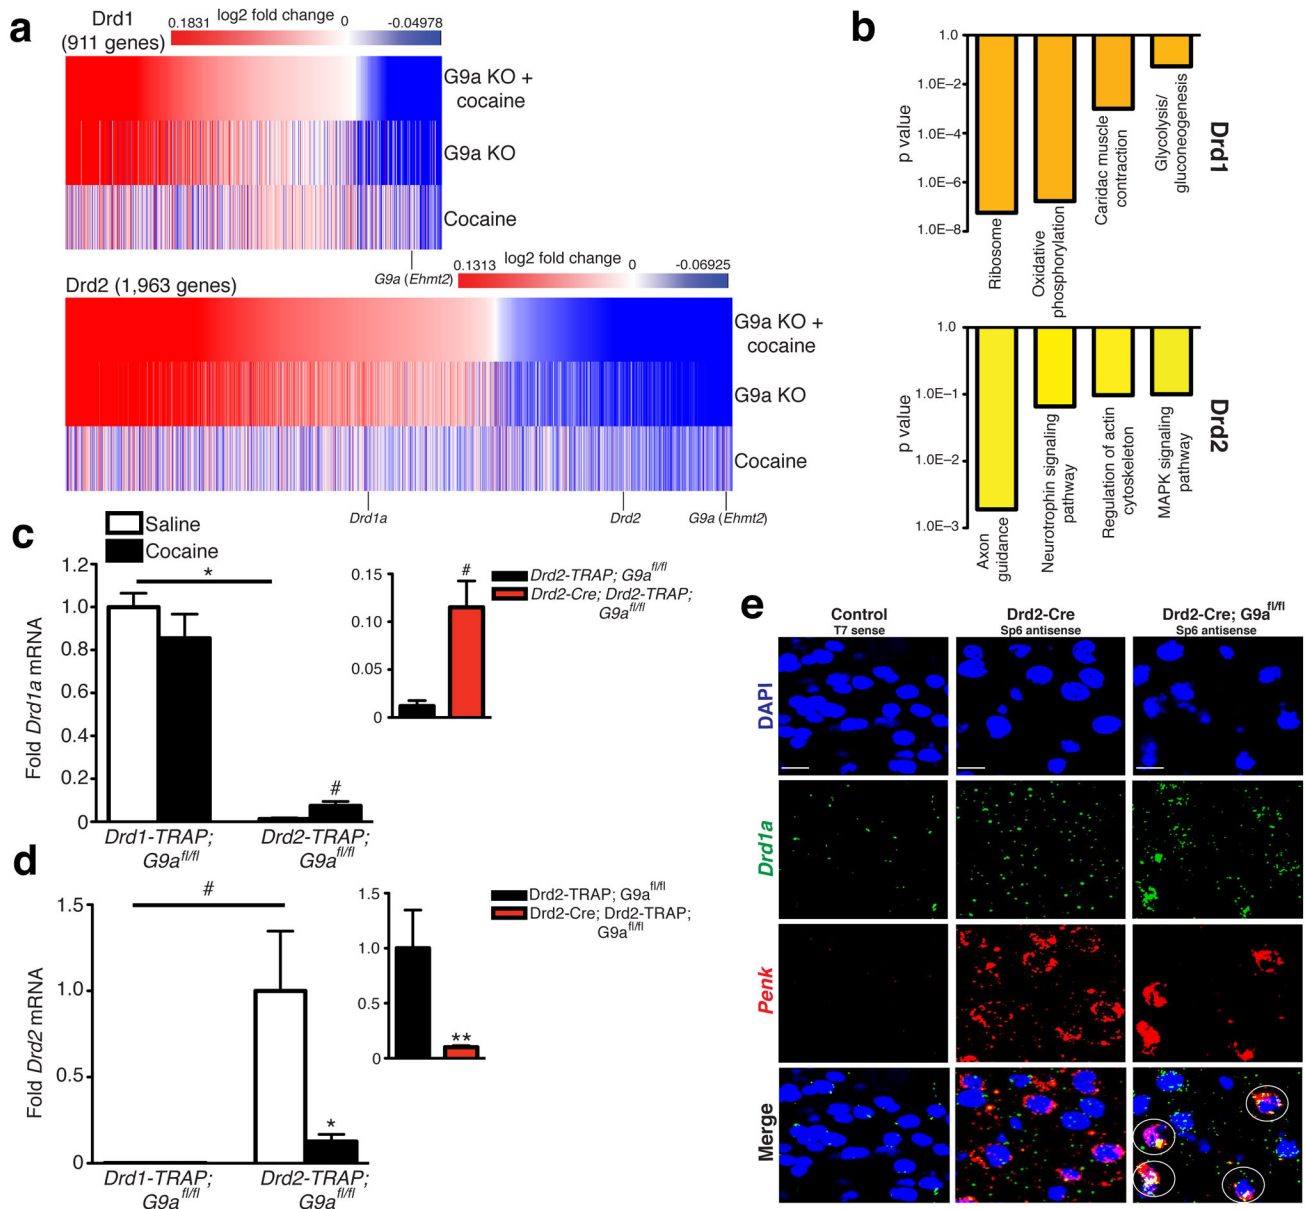 a
Drd1
(911 genes)
0.1831
log2 fold change
0
-0.04978
G9a KO +
cocaine
G9a KO
Cocaine
G9a (Ehmt2)
Drd2 (1,963 genes)
0.1313
log2 fold change
0
-0.06925
G9a KO +
cocaine
G9a KO
Cocaine
Drd1a
Drd2
G9a (Ehmt2)
b
p value
1.0
1.0E−2
1.0E−4
1.0E−6
1.0E−8
Ribosome
Oxidative
phosphorylation
Caridac muscle
contraction
Glycolysis/
gluconeogenesis
Drd1
p value
1.0
1.0E−1
1.0E−2
1.0E−3
Axon
guidance
Neurotrophin signaling
pathway
Regulation of actin
cytoskeleton
MAPK signaling
pathway
Drd2
c
Saline
Cocaine
Fold Drd1a mRNA
1.2
1.0
0.8
0.6
0.4
0.2
0
*
#
Drd1-TRAP;
G9afl/fl
Drd2-TRAP;
G9afl/fl
0.15
0.10
0.05
0
#
Drd2-TRAP; G9afl/fl
Drd2-Cre; Drd2-TRAP;
G9afl/fl
d
Fold Drd2 mRNA
1.5
1.0
0.5
0
#
*
Drd1-TRAP;
G9afl/fl
Drd2-TRAP;
G9afl/fl
1.5
1.0
0.5
0
**
Drd2-TRAP; G9afl/fl
Drd2-Cre; Drd2-TRAP;
G9afl/fl
e
Control
T7 sense
Drd2-Cre
Sp6 antisense
Drd2-Cre; G9afl/fl
Sp6 antisense
DAPI
Drd1a
Penk
Merge